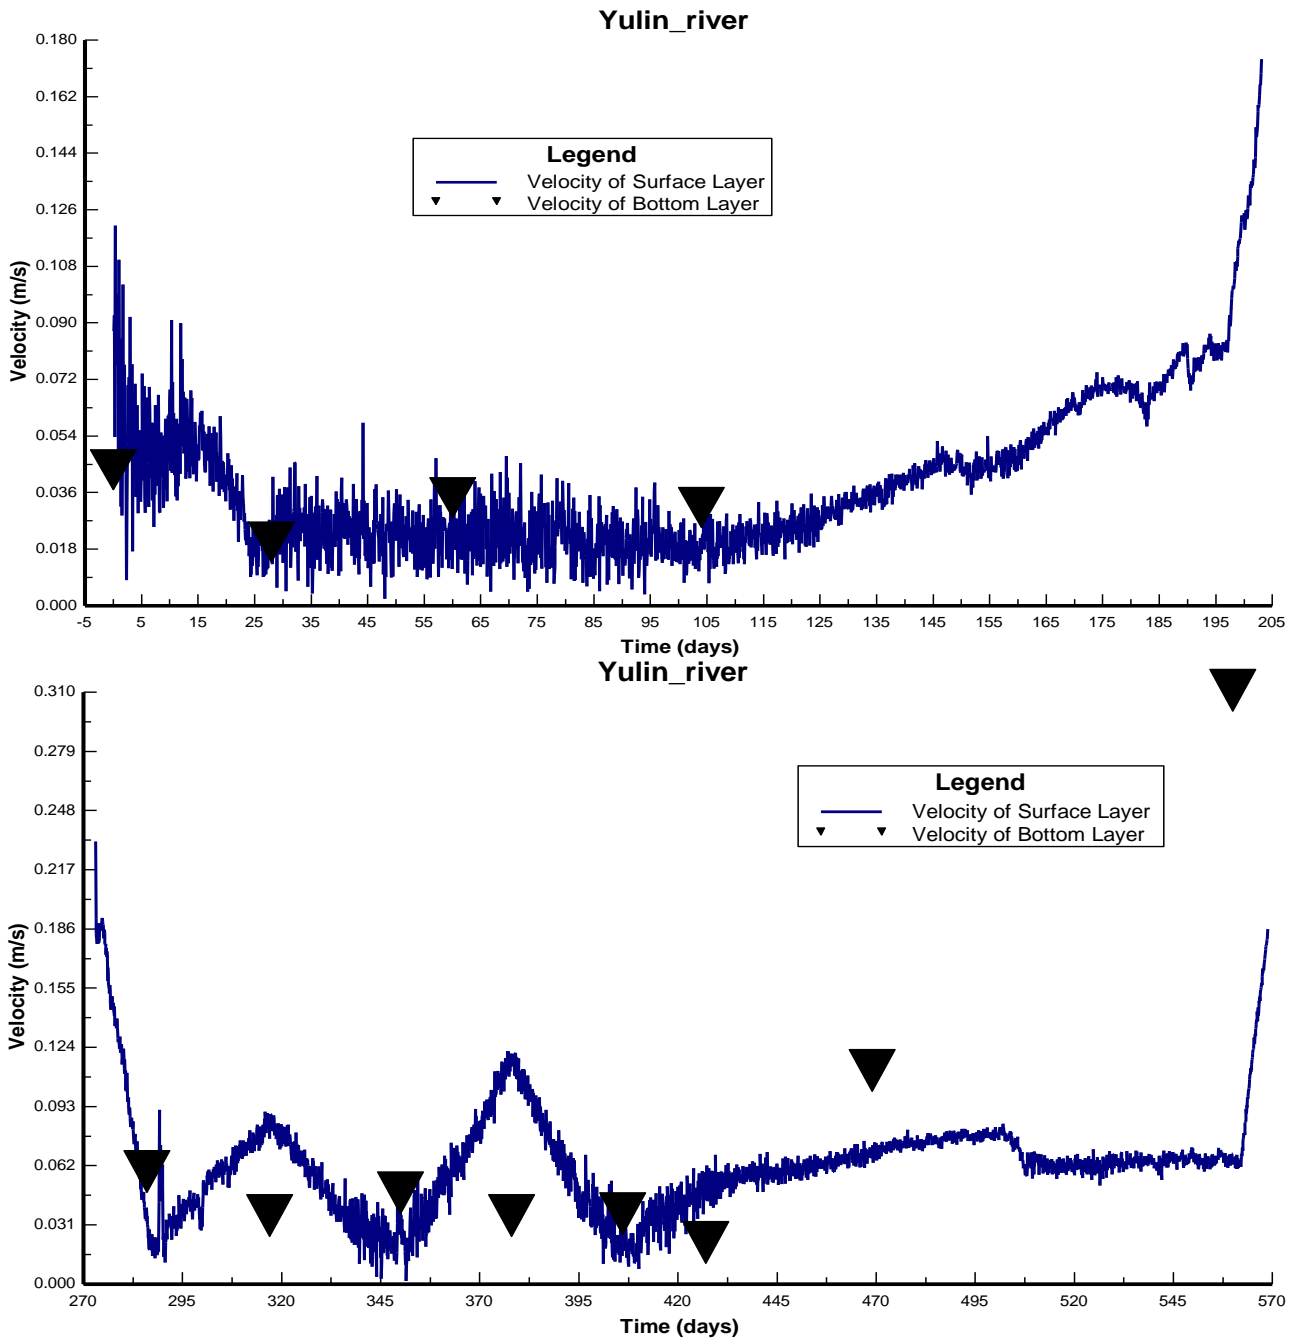 Yulin_river
0.180
0.162
0.144
0.126
0.108
0.090
0.072
0.054
0.036
0.018
0.000
Velocity (m/s)
Legend
Velocity of Surface Layer
Velocity of Bottom Layer
-5 5 15 25 35 45 55 65 75 85 95 105 115 125 135 145 155 165 175 185 195 205
Time (days)
Yulin_river
0.310
0.279
0.248
0.217
0.186
0.155
0.124
0.093
0.062
0.031
0.000
Velocity (m/s)
Legend
Velocity of Surface Layer
Velocity of Bottom Layer
270 295 320 345 370 395 420 445 470 495 520 545 570
Time (days)